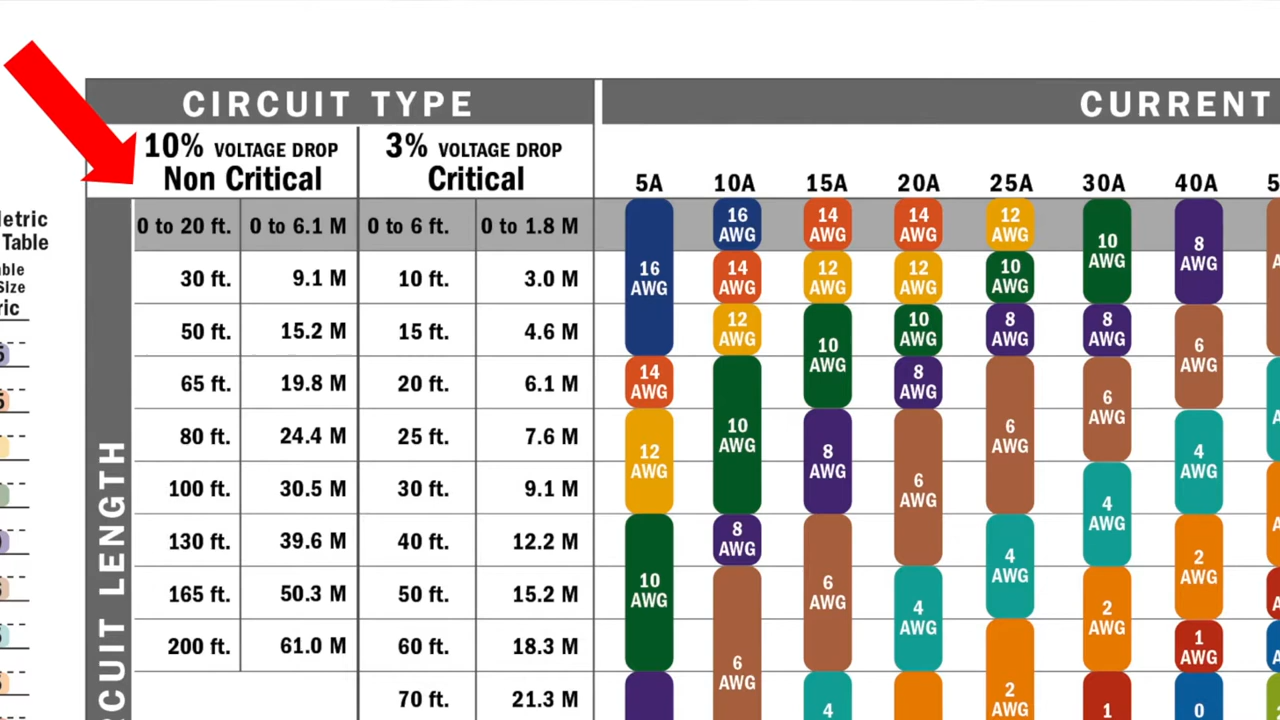 CIRCUIT TYPE
CURRENT
10% VOLTAGE DROP
Non Critical
3% VOLTAGE DROP
Critical
5A 10A 15A 20A 25A 30A 40A 5
etric
Table
able
Size
ric
CUIT LENGTH
0 to 20 ft. 0 to 6.1 M 0 to 6 ft. 0 to 1.8 M
30 ft. 9.1 M 10 ft. 3.0 M
50 ft. 15.2 M 15 ft. 4.6 M
65 ft. 19.8 M 20 ft. 6.1 M
80 ft. 24.4 M 25 ft. 7.6 M
100 ft. 30.5 M 30 ft. 9.1 M
130 ft. 39.6 M 40 ft. 12.2 M
165 ft. 50.3 M 50 ft. 15.2 M
200 ft. 61.0 M 60 ft. 18.3 M
70 ft. 21.3 M
16
AWG
14
AWG
12
AWG
10
AWG
16
AWG
14
AWG
12
AWG
10
AWG
8
AWG
6
AWG
14
AWG
12
AWG
10
AWG
8
AWG
6
AWG
4
14
AWG
12
AWG
10
AWG
8
AWG
6
AWG
4
AWG
12
AWG
10
AWG
8
AWG
6
AWG
4
AWG
2
AWG
10
AWG
8
AWG
6
AWG
4
AWG
2
AWG
1
8
AWG
6
AWG
4
AWG
2
AWG
1
AWG
0